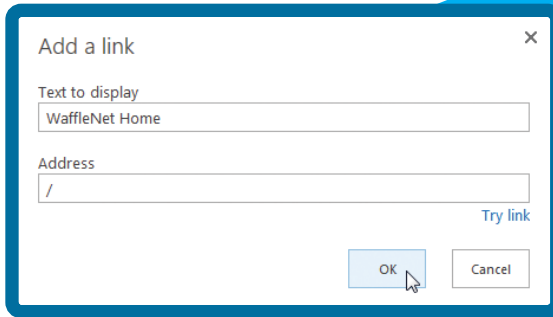 Add a link
Text to display
WaffleNet Home
Address
/
Try link
OK Cancel